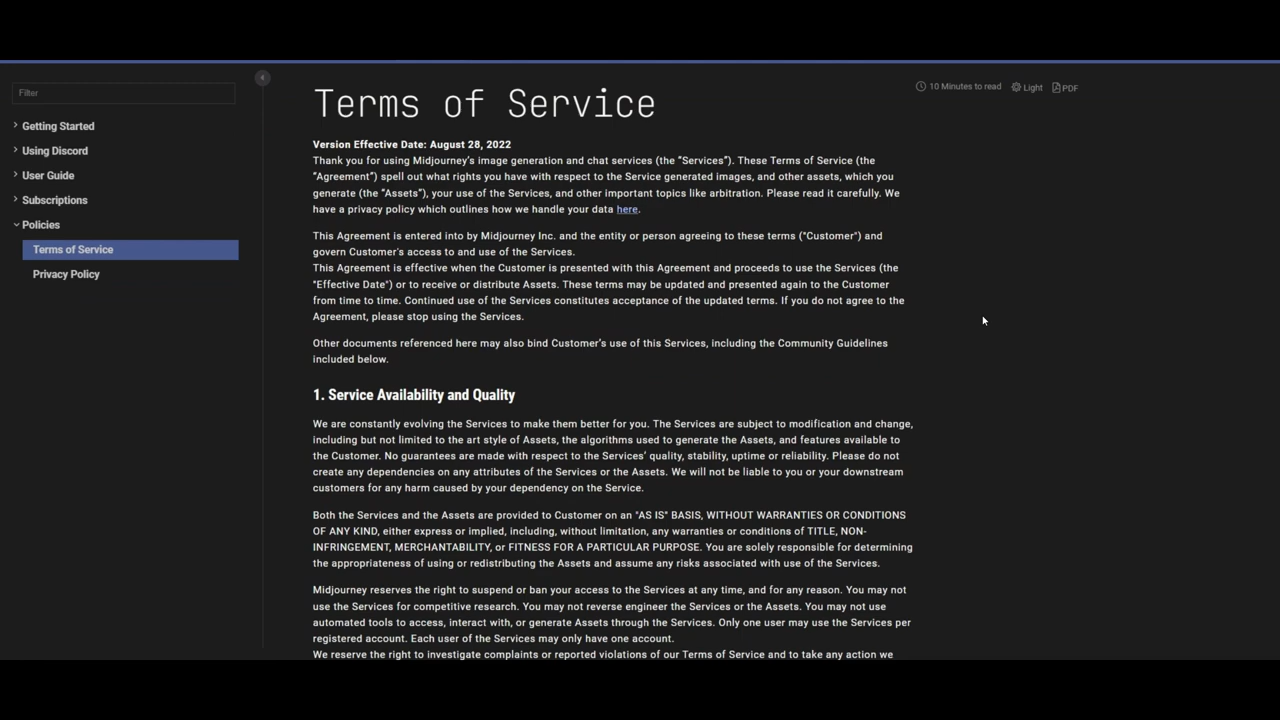 Filter
Getting Started
Using Discord
User Guide
Subscriptions
Policies
Terms of Service
Privacy Policy
Terms of Service
10 Minutes to read
Light
PDF
Version Effective Date: August 28, 2022
Thank you for using Midjourney's image generation and chat services (the “Services”). These Terms of Service (the
“Agreement”) spell out what rights you have with respect to the Service generated images, and other assets, which you
generate (the “Assets”), your use of the Services, and other important topics like arbitration. Please read it carefully. We
have a privacy policy which outlines how we handle your data here.
This Agreement is entered into by Midjourney Inc. and the entity or person agreeing to these terms ("Customer") and
govern Customer's access to and use of the Services.
This Agreement is effective when the Customer is presented with this Agreement and proceeds to use the Services (the
"Effective Date") or to receive or distribute Assets. These terms may be updated and presented again to the Customer
from time to time. Continued use of the Services constitutes acceptance of the updated terms. If you do not agree to the
Agreement, please stop using the Services.
Other documents referenced here may also bind Customer's use of this Services, including the Community Guidelines
included below.
1. Service Availability and Quality
We are constantly evolving the Services to make them better for you. The Services are subject to modification and change,
including but not limited to the art style of Assets, the algorithms used to generate the Assets, and features available to
the Customer. No guarantees are made with respect to the Services’ quality, stability, uptime or reliability. Please do not
create any dependencies on any attributes of the Services or the Assets. We will not be liable to you or your downstream
customers for any harm caused by your dependency on the Service.
Both the Services and the Assets are provided to Customer on an "AS IS" BASIS, WITHOUT WARRANTIES OR CONDITIONS
OF ANY KIND, either express or implied, including, without limitation, any warranties or conditions of TITLE, NON-
INFRINGEMENT, MERCHANTABILITY, or FITNESS FOR A PARTICULAR PURPOSE. You are solely responsible for determining
the appropriateness of using or redistributing the Assets and assume any risks associated with use of the Services.
Midjourney reserves the right to suspend or ban your access to the Services at any time, and for any reason. You may not
use the Services for competitive research. You may not reverse engineer the Services or the Assets. You may not use
automated tools to access, interact with, or generate Assets through the Services. Only one user may use the Services per
registered account. Each user of the Services may only have one account.
We reserve the right to investigate complaints or reported violations of our Terms of Service and to take any action we